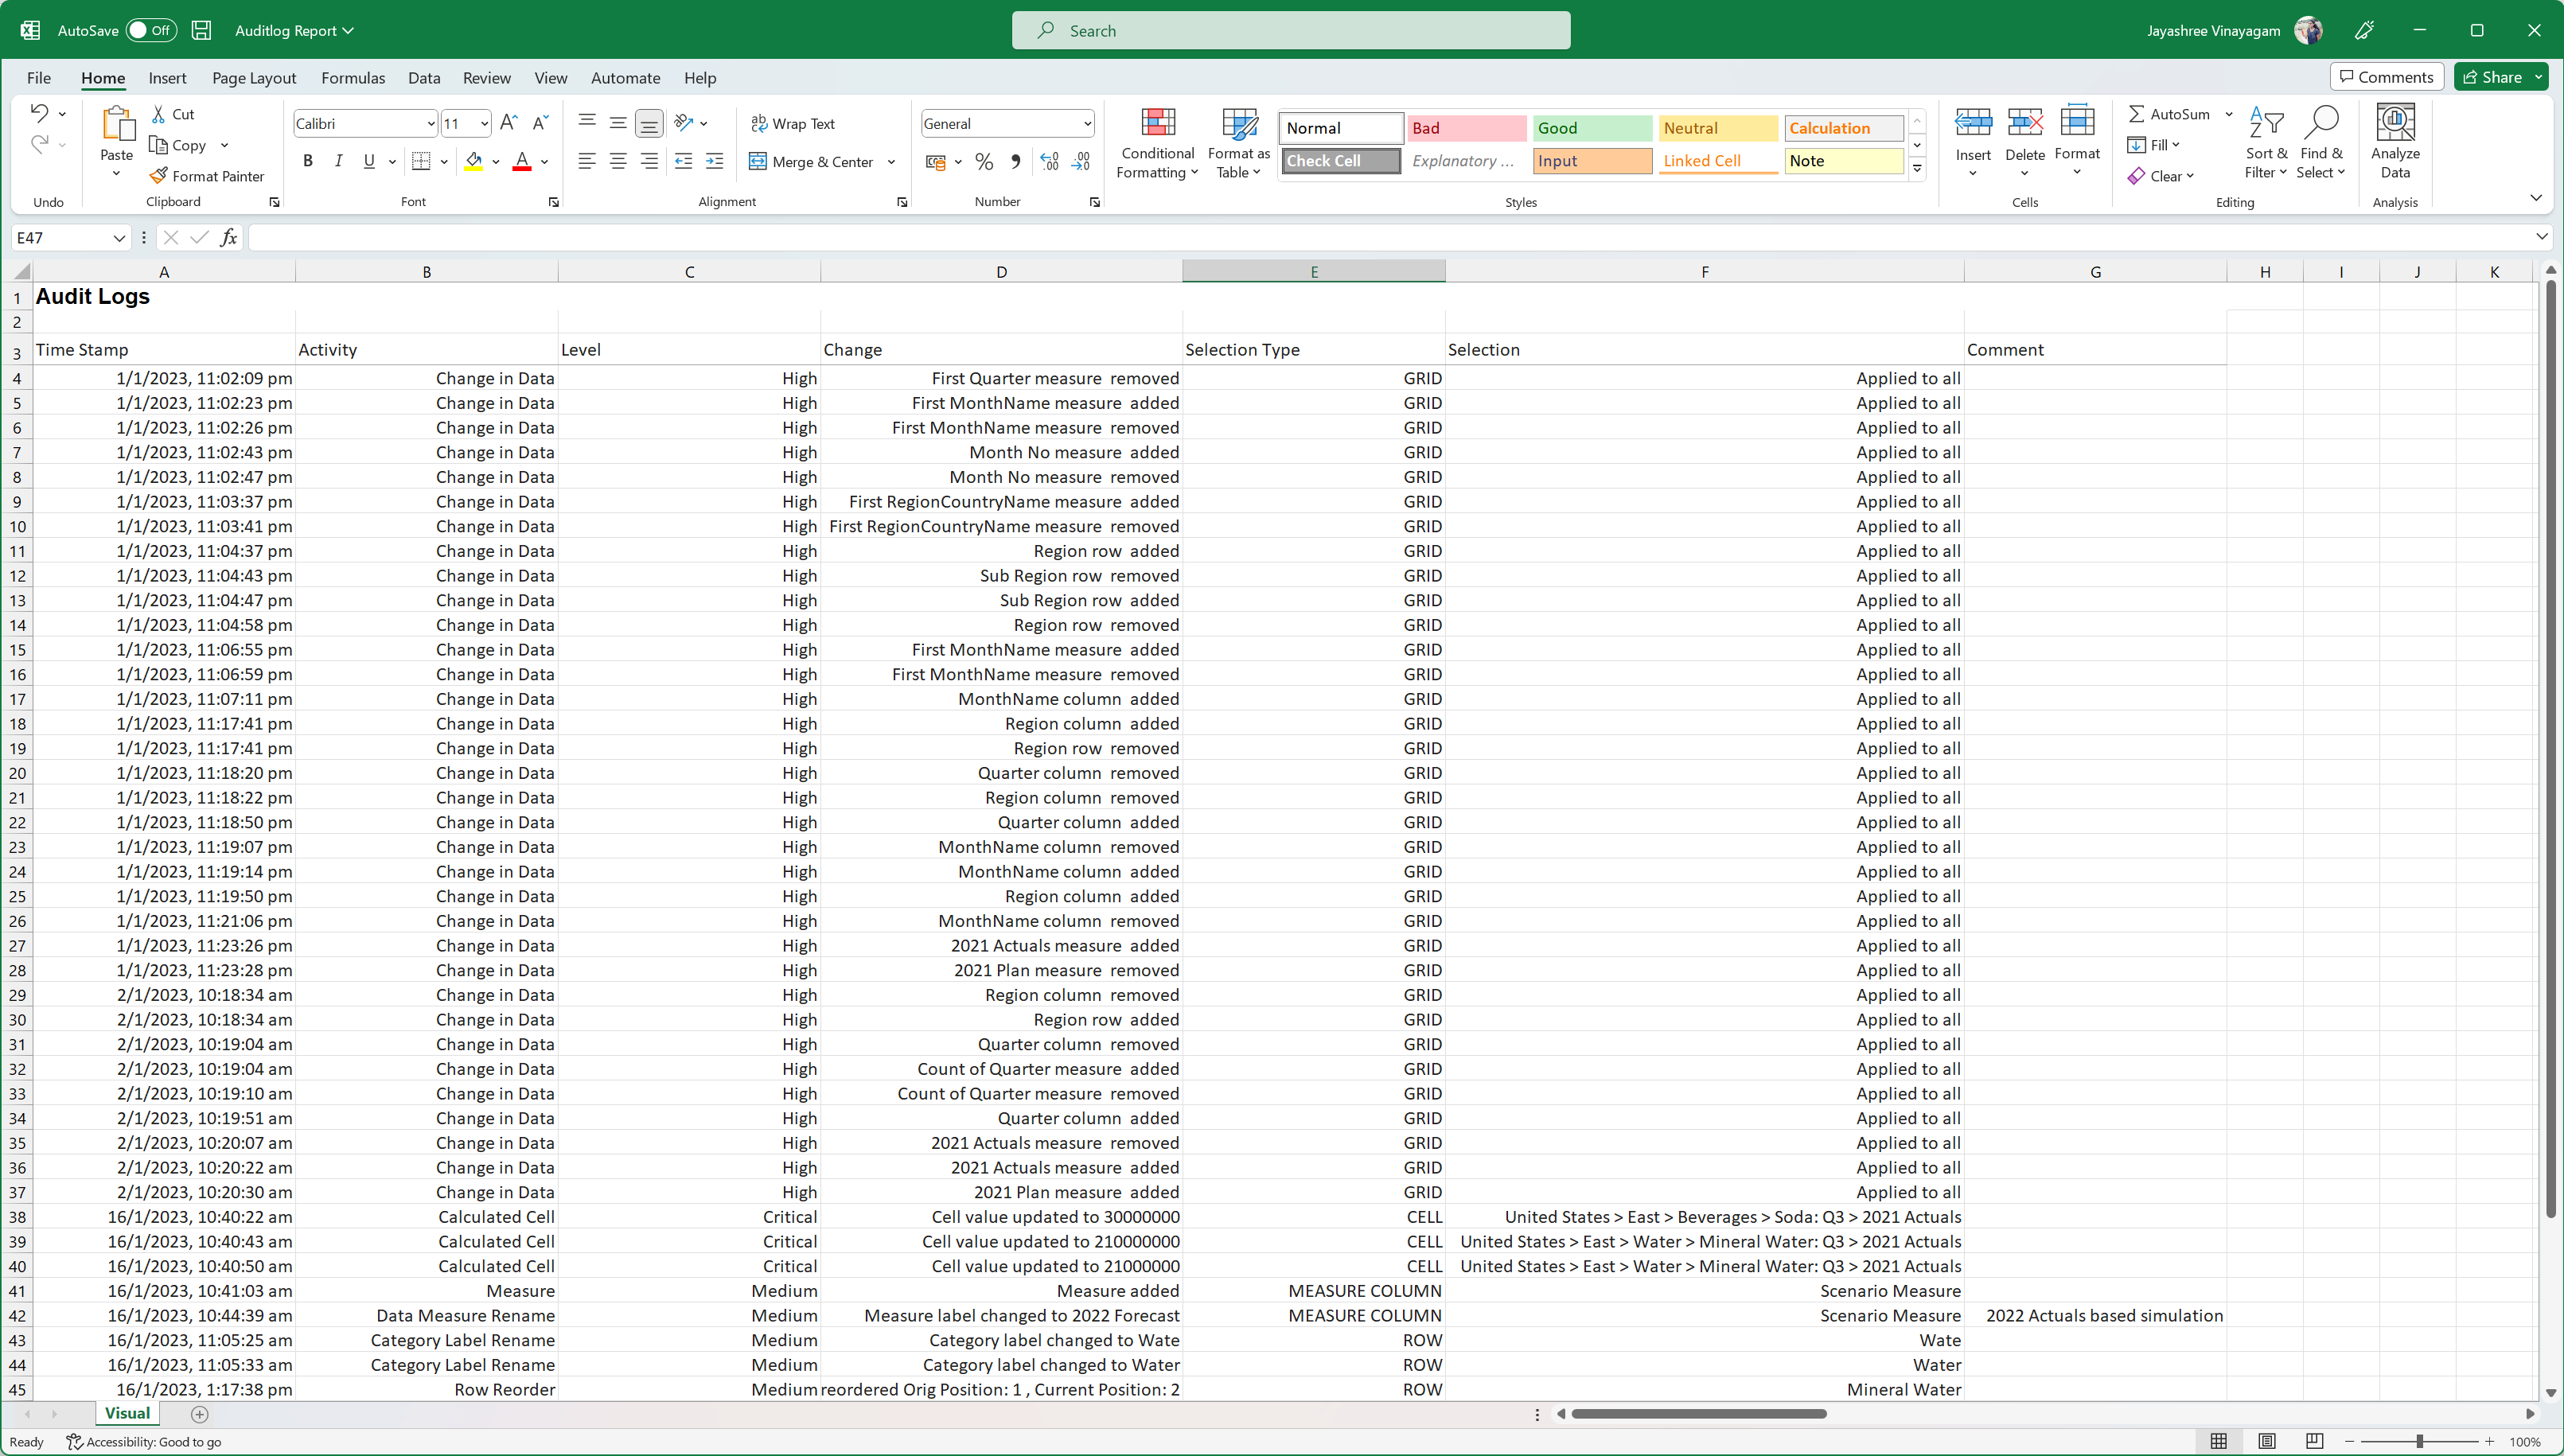 AutoSave Off Auditlog Report Search Jayashree Vinayagam
File Home Insert Page Layout Formulas Data Review View Automate Help Comments Share
Cut Calibri 11 Wrap Text General Normal Bad Good Neutral Calculation AutoSum
Copy Fill
Paste B I U Merge & Center % Conditional Formatting Format as Table Check Cell Explanatory ... Input Linked Cell Note Insert Delete Format Sort & Filter Find & Select Analyze Data
Format Painter Clear
Undo Clipboard Font Alignment Number Styles Cells Editing Analysis
E47 fx
A B C D E F G H I J K
1 Audit Logs
2
3 Time Stamp Activity Level Change Selection Type Selection Comment
4 1/1/2023, 11:02:09 pm Change in Data High First Quarter measure removed GRID Applied to all
5 1/1/2023, 11:02:23 pm Change in Data High First MonthName measure added GRID Applied to all
6 1/1/2023, 11:02:26 pm Change in Data High First MonthName measure removed GRID Applied to all
7 1/1/2023, 11:02:43 pm Change in Data High Month No measure added GRID Applied to all
8 1/1/2023, 11:02:47 pm Change in Data High Month No measure removed GRID Applied to all
9 1/1/2023, 11:03:37 pm Change in Data High First RegionCountryName measure added GRID Applied to all
10 1/1/2023, 11:03:41 pm Change in Data High First RegionCountryName measure removed GRID Applied to all
11 1/1/2023, 11:04:37 pm Change in Data High Region row added GRID Applied to all
12 1/1/2023, 11:04:43 pm Change in Data High Sub Region row removed GRID Applied to all
13 1/1/2023, 11:04:47 pm Change in Data High Sub Region row added GRID Applied to all
14 1/1/2023, 11:04:58 pm Change in Data High Region row removed GRID Applied to all
15 1/1/2023, 11:06:55 pm Change in Data High First MonthName measure added GRID Applied to all
16 1/1/2023, 11:06:59 pm Change in Data High First MonthName measure removed GRID Applied to all
17 1/1/2023, 11:07:11 pm Change in Data High MonthName column added GRID Applied to all
18 1/1/2023, 11:17:41 pm Change in Data High Region column added GRID Applied to all
19 1/1/2023, 11:17:41 pm Change in Data High Region row removed GRID Applied to all
20 1/1/2023, 11:18:20 pm Change in Data High Quarter column removed GRID Applied to all
21 1/1/2023, 11:18:22 pm Change in Data High Region column removed GRID Applied to all
22 1/1/2023, 11:18:50 pm Change in Data High Quarter column added GRID Applied to all
23 1/1/2023, 11:19:07 pm Change in Data High MonthName column removed GRID Applied to all
24 1/1/2023, 11:19:14 pm Change in Data High MonthName column added GRID Applied to all
25 1/1/2023, 11:19:50 pm Change in Data High Region column added GRID Applied to all
26 1/1/2023, 11:21:06 pm Change in Data High MonthName column removed GRID Applied to all
27 1/1/2023, 11:23:26 pm Change in Data High 2021 Actuals measure added GRID Applied to all
28 1/1/2023, 11:23:28 pm Change in Data High 2021 Plan measure removed GRID Applied to all
29 2/1/2023, 10:18:34 am Change in Data High Region column removed GRID Applied to all
30 2/1/2023, 10:18:34 am Change in Data High Region row added GRID Applied to all
31 2/1/2023, 10:19:04 am Change in Data High Quarter column removed GRID Applied to all
32 2/1/2023, 10:19:04 am Change in Data High Count of Quarter measure added GRID Applied to all
33 2/1/2023, 10:19:10 am Change in Data High Count of Quarter measure removed GRID Applied to all
34 2/1/2023, 10:19:51 am Change in Data High Quarter column added GRID Applied to all
35 2/1/2023, 10:20:07 am Change in Data High 2021 Actuals measure removed GRID Applied to all
36 2/1/2023, 10:20:22 am Change in Data High 2021 Actuals measure added GRID Applied to all
37 2/1/2023, 10:20:30 am Change in Data High 2021 Plan measure added GRID Applied to all
38 16/1/2023, 10:40:22 am Calculated Cell Critical Cell value updated to 30000000 CELL United States > East > Beverages > Soda: Q3 > 2021 Actuals
39 16/1/2023, 10:40:43 am Calculated Cell Critical Cell value updated to 210000000 CELL United States > East > Water > Mineral Water: Q3 > 2021 Actuals
40 16/1/2023, 10:40:50 am Calculated Cell Critical Cell value updated to 21000000 CELL United States > East > Water > Mineral Water: Q3 > 2021 Actuals
41 16/1/2023, 10:41:03 am Measure Medium Measure added MEASURE COLUMN Scenario Measure
42 16/1/2023, 10:44:39 am Data Measure Rename Medium Measure label changed to 2022 Forecast MEASURE COLUMN Scenario Measure 2022 Actuals based simulation
43 16/1/2023, 11:05:25 am Category Label Rename Medium Category label changed to Wate ROW Wate
44 16/1/2023, 11:05:33 am Category Label Rename Medium Category label changed to Water ROW Water
45 16/1/2023, 1:17:38 pm Row Reorder Medium reordered Orig Position: 1 , Current Position: 2 ROW Mineral Water
Visual
Ready Accessibility: Good to go 100%